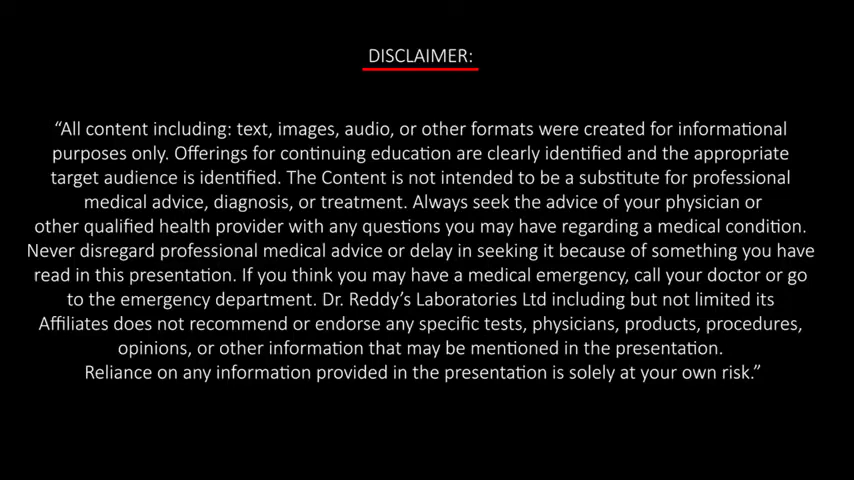 DISCLAIMER:
“All content including: text, images, audio, or other formats were created for informational
purposes only. Offerings for continuing education are clearly identified and the appropriate
target audience is identified. The Content is not intended to be a substitute for professional
medical advice, diagnosis, or treatment. Always seek the advice of your physician or
other qualified health provider with any questions you may have regarding a medical condition.
Never disregard professional medical advice or delay in seeking it because of something you have
read in this presentation. If you think you may have a medical emergency, call your doctor or go
to the emergency department. Dr. Reddy’s Laboratories Ltd including but not limited its
Affiliates does not recommend or endorse any specific tests, physicians, products, procedures,
opinions, or other information that may be mentioned in the presentation.
Reliance on any information provided in the presentation is solely at your own risk.”